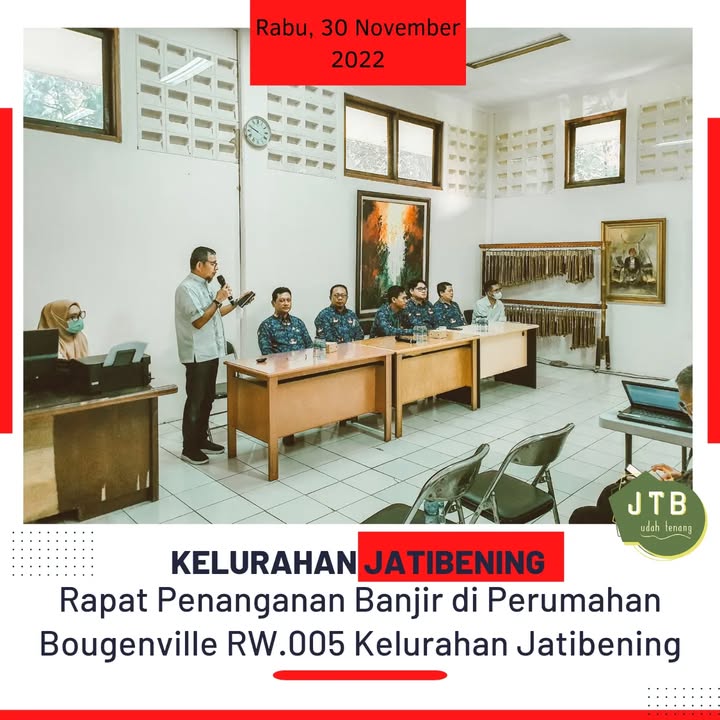 Rabu, 30 November
2022
JTB
udah tenang
KELURAHAN JATIBENING
Rapat Penanganan Banjir di Perumahan
Bougenville RW.005 Kelurahan Jatibening